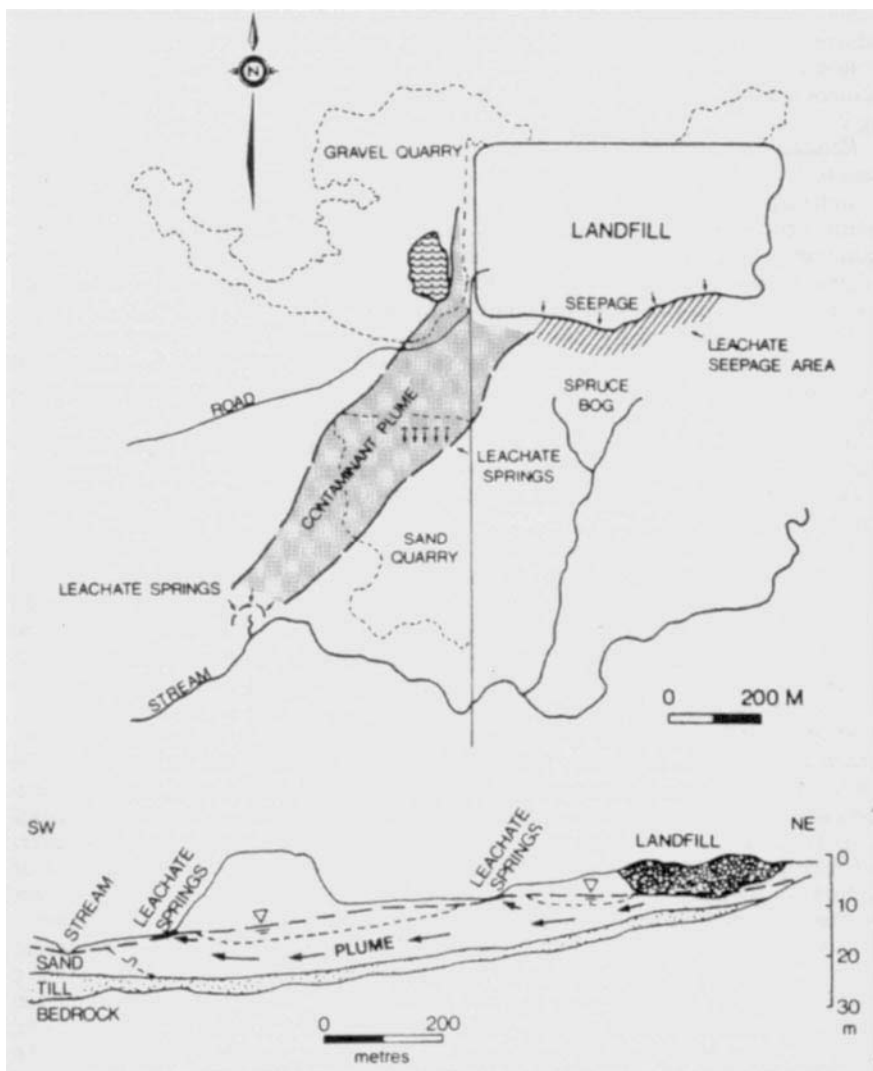 N
GRAVEL QUARRY
LANDFILL
SEEPAGE
LEACHATE
SEEPAGE AREA
SPRUCE
BOG
ROAD
CONTAMINANT PLUME
LEACHATE
SPRINGS
SAND
QUARRY
LEACHATE SPRINGS
STREAM
0 200 M
SW
NE
STREAM
LEACHATE
SPRINGS
LEACHATE
SPRINGS
LANDFILL
0
10
20
30
m
PLUME
SAND
TILL
BEDROCK
0 200
metres